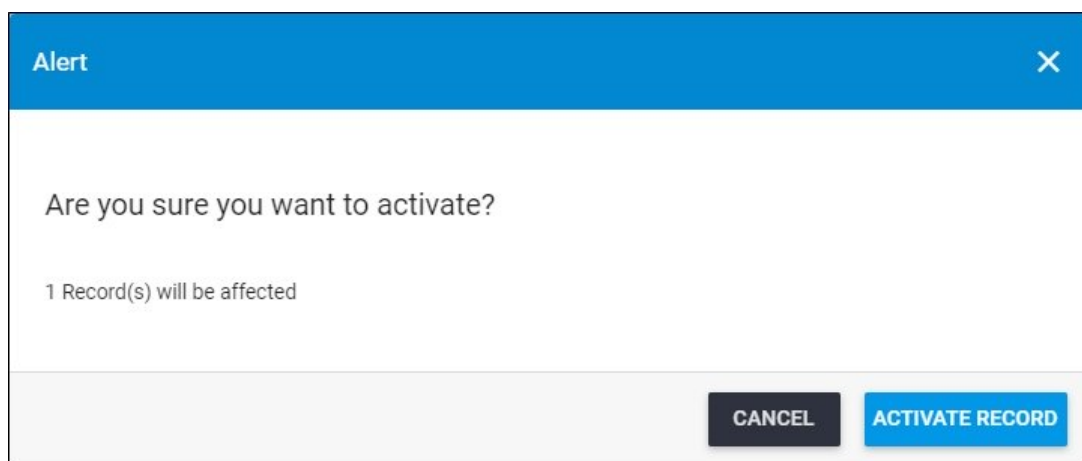 Alert
Are you sure you want to activate?
1 Record(s) will be affected
CANCEL
ACTIVATE RECORD